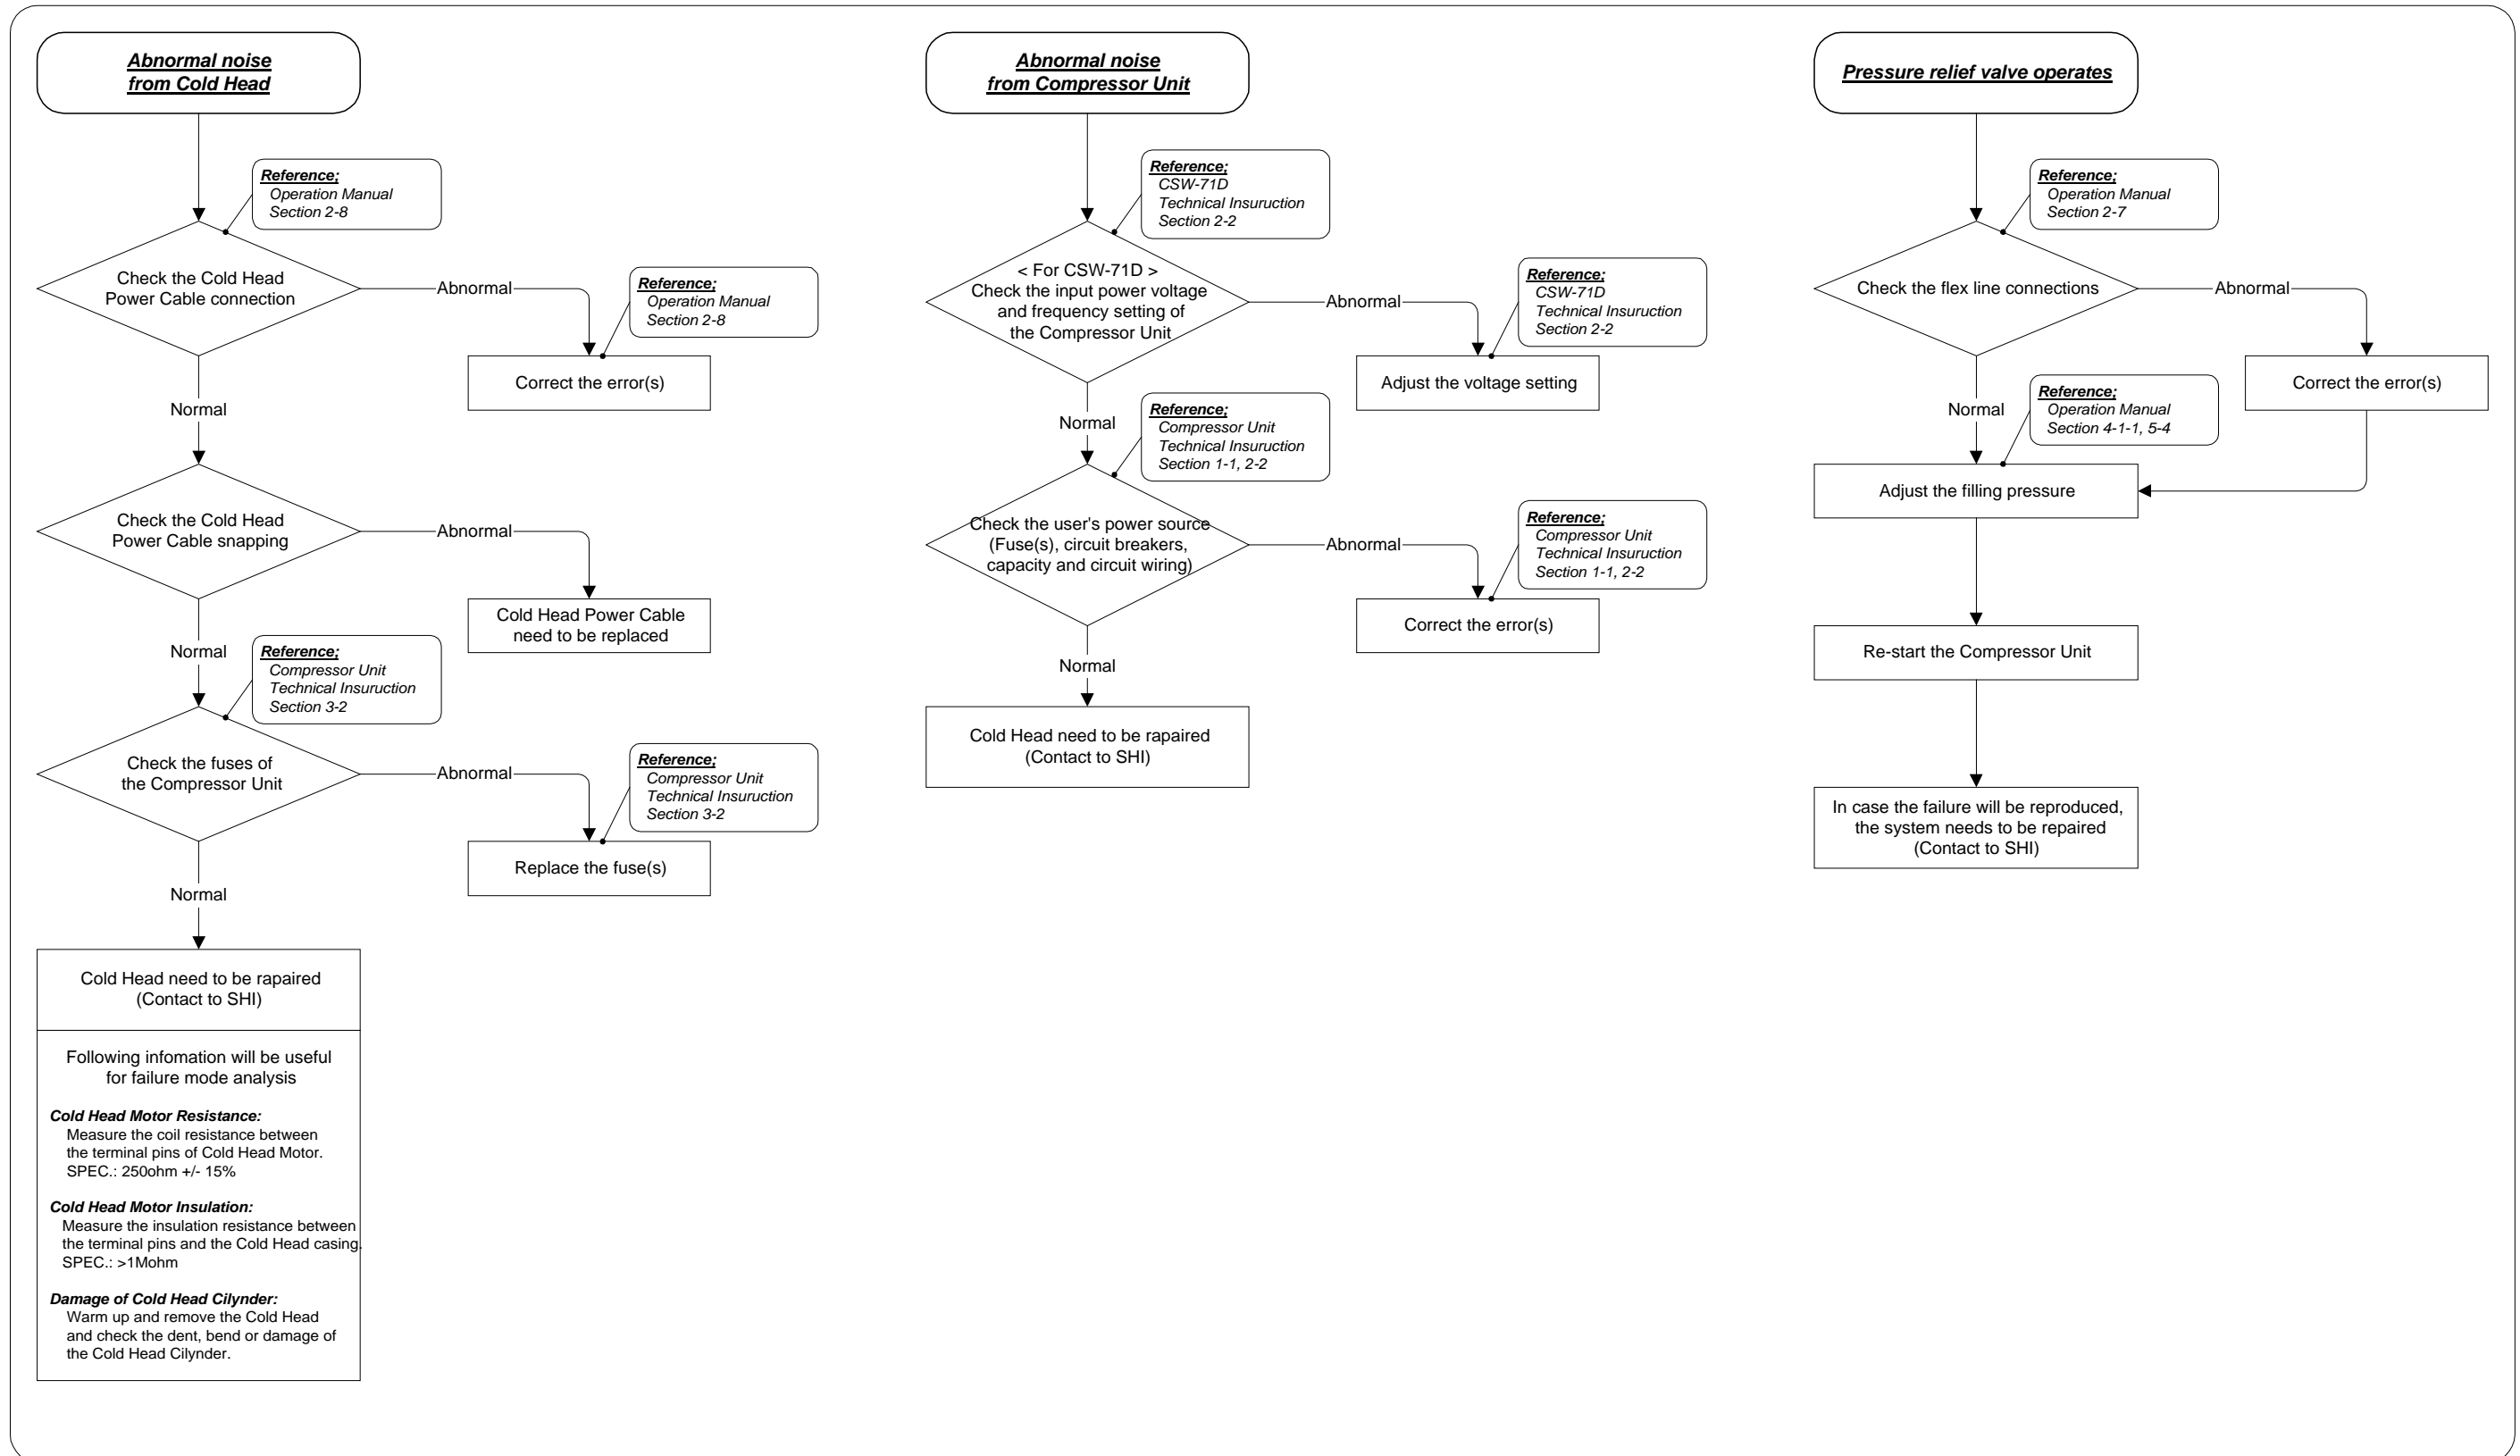 Abnormal noise
from Cold Head
Reference;
Operation Manual
Section 2-8
Check the Cold Head
Power Cable connection
Abnormal
Reference;
Operation Manual
Section 2-8
Correct the error(s)
Normal
Check the Cold Head
Power Cable snapping
Abnormal
Cold Head Power Cable
need to be replaced
Normal
Reference;
Compressor Unit
Technical Insuruction
Section 3-2
Check the fuses of
the Compressor Unit
Abnormal
Reference;
Compressor Unit
Technical Insuruction
Section 3-2
Replace the fuse(s)
Normal
Cold Head need to be rapaired
(Contact to SHI)
Following infomation will be useful
for failure mode analysis
Cold Head Motor Resistance:
Measure the coil resistance between
the terminal pins of Cold Head Motor.
SPEC.: 250ohm +/- 15%
Cold Head Motor Insulation:
Measure the insulation resistance between
the terminal pins and the Cold Head casing.
SPEC.: >1Mohm
Damage of Cold Head Cilynder:
Warm up and remove the Cold Head
and check the dent, bend or damage of
the Cold Head Cilynder.
Abnormal noise
from Compressor Unit
Reference;
CSW-71D
Technical Insuruction
Section 2-2
< For CSW-71D >
Check the input power voltage
and frequency setting of
the Compressor Unit
Abnormal
Reference;
CSW-71D
Technical Insuruction
Section 2-2
Adjust the voltage setting
Normal
Reference;
Compressor Unit
Technical Insuruction
Section 1-1, 2-2
Check the user's power source
(Fuse(s), circuit breakers,
capacity and circuit wiring)
Abnormal
Reference;
Compressor Unit
Technical Insuruction
Section 1-1, 2-2
Correct the error(s)
Normal
Cold Head need to be rapaired
(Contact to SHI)
Pressure relief valve operates
Reference;
Operation Manual
Section 2-7
Check the flex line connections
Abnormal
Correct the error(s)
Normal
Reference;
Operation Manual
Section 4-1-1, 5-4
Adjust the filling pressure
Re-start the Compressor Unit
In case the failure will be reproduced,
the system needs to be repaired
(Contact to SHI)